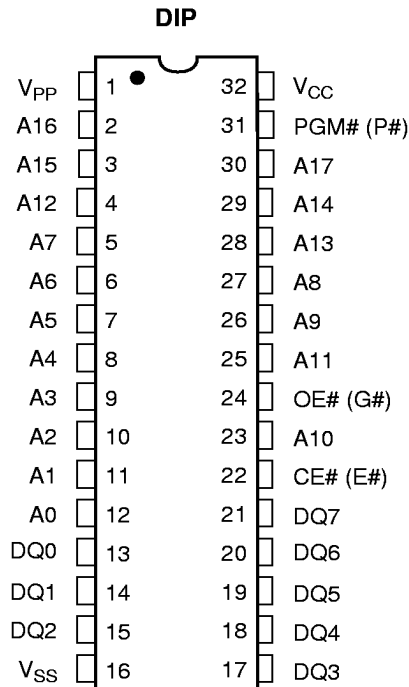 DIP
VPP 1 32 VCC
A16 2 31 PGM# (P#)
A15 3 30 A17
A12 4 29 A14
A7 5 28 A13
A6 6 27 A8
A5 7 26 A9
A4 8 25 A11
A3 9 24 OE# (G#)
A2 10 23 A10
A1 11 22 CE# (E#)
A0 12 21 DQ7
DQ0 13 20 DQ6
DQ1 14 19 DQ5
DQ2 15 18 DQ4
VSS 16 17 DQ3